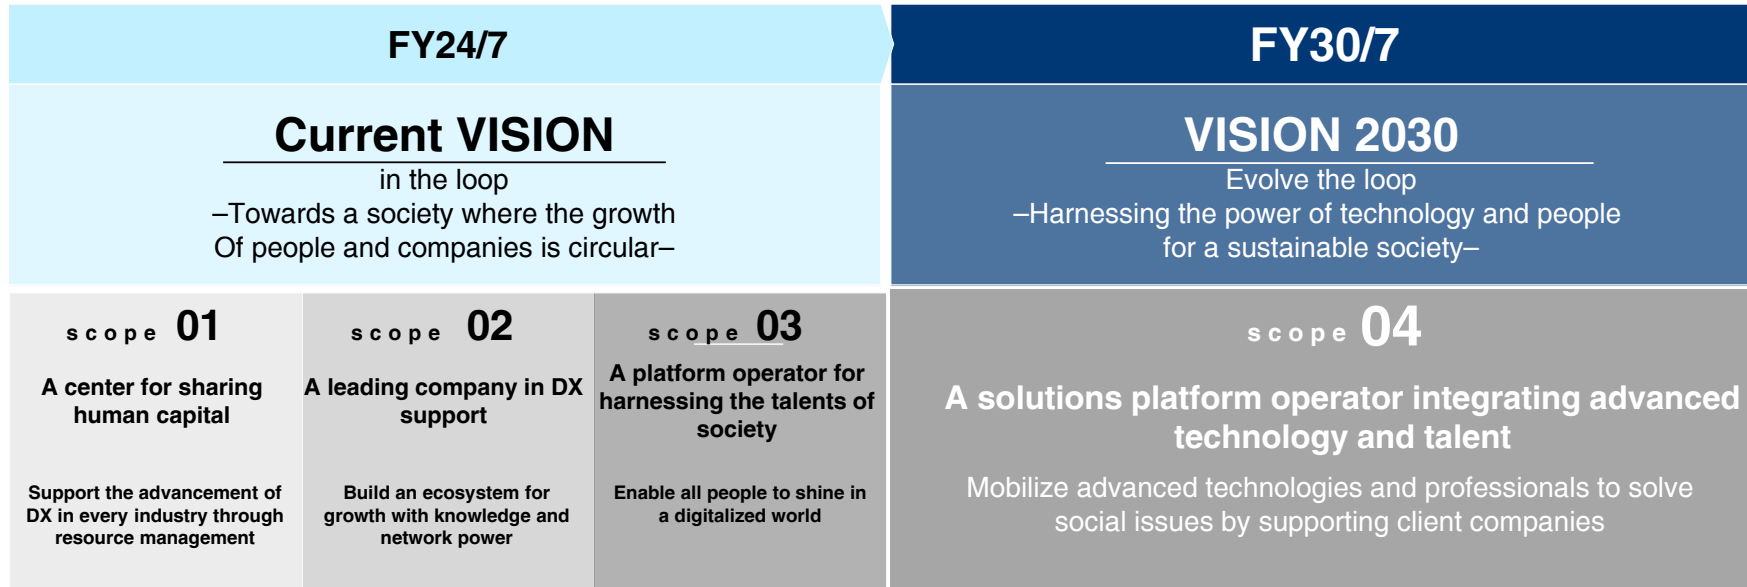 FY24/7
Current VISION
in the loop
–Towards a society where the growth
Of people and companies is circular–
FY30/7
VISION 2030
Evolve the loop
–Harnessing the power of technology and people
for a sustainable society–
scope 01
A center for sharing
human capital
Support the advancement of
DX in every industry through
resource management
scope 02
A leading company in DX
support
Build an ecosystem for
growth with knowledge and
network power
scope 03
A platform operator for
harnessing the talents of
society
Enable all people to shine in
a digitalized world
scope 04
A solutions platform operator integrating advanced
technology and talent
Mobilize advanced technologies and professionals to solve
social issues by supporting client companies